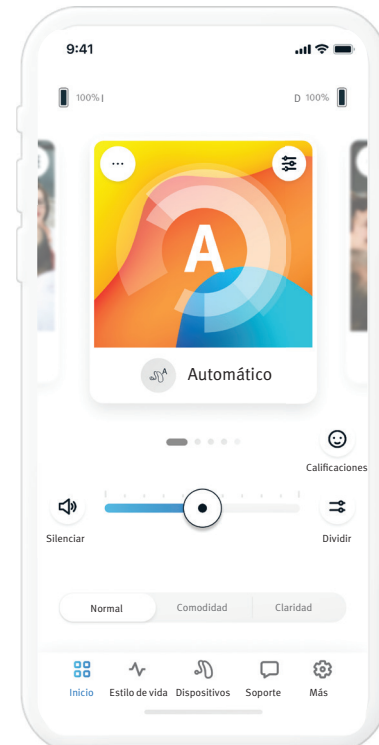 9:41
100% I
D 100%
...
A
A
Automático
Calificaciones
Silenciar
Dividir
Normal Comodidad Claridad
Inicio Estilo de vida Dispositivos Soporte Más